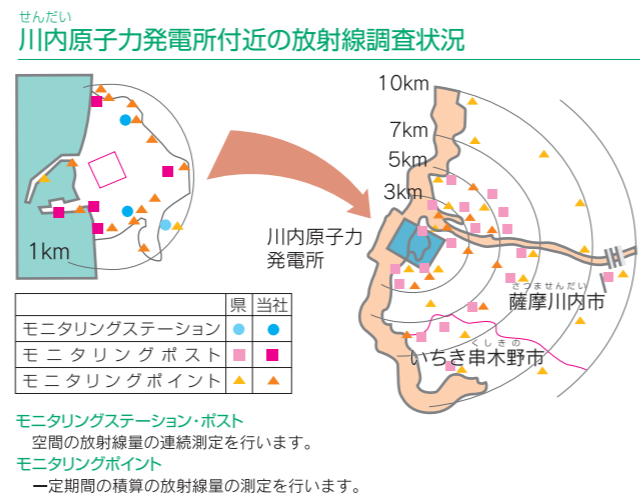 せんだい
川内原子力発電所付近の放射線調査状況
10km
7km
5km
3km
1km
川内原子力
発電所
さつませんだい
薩摩川内市
くしきの
いちき串木野市
県 当社
モニタリングステーション
モニタリングポスト
モニタリングポイント
モニタリングステーション・ポスト
空間の放射線量の連続測定を行います。
モニタリングポイント
一定期間の積算の放射線量の測定を行います。